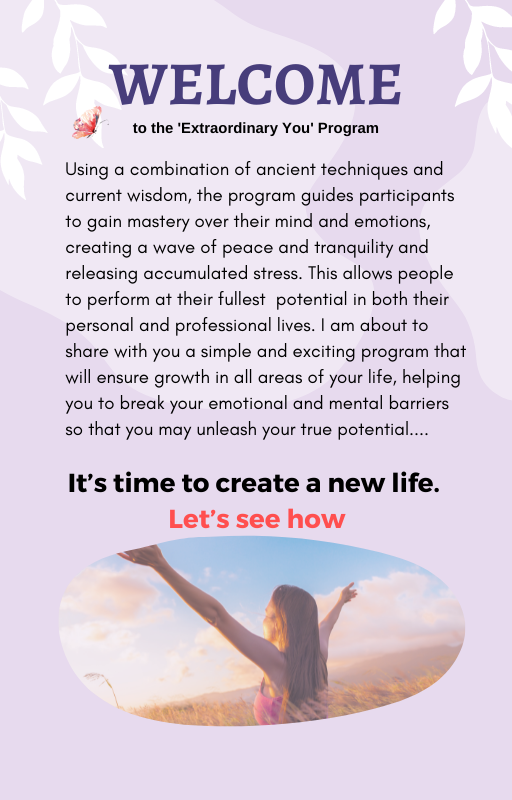 WELCOME
to the 'Extraordinary You' Program
Using a combination of ancient techniques and
current wisdom, the program guides participants
to gain mastery over their mind and emotions,
creating a wave of peace and tranquility and
releasing accumulated stress. This allows people
to perform at their fullest  potential in both their
personal and professional lives. I am about to
share with you a simple and exciting program that
will ensure growth in all areas of your life, helping
you to break your emotional and mental barriers
so that you may unleash your true potential....
It's time to create a new life.
Let's see how